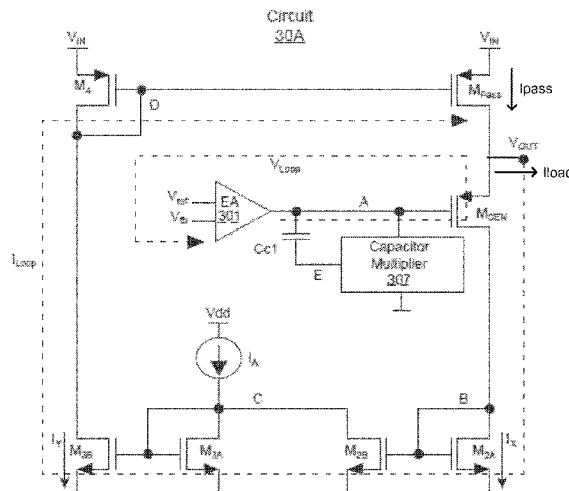 Circuit
30A
VIN
VIN
M4
D
MPass
Ipass
VOUT
VLoop
Iload
Vref
Vfb
EA
301
A
MGEN
Cc1
Capacitor
Multiplier
307
E
ILoop
Vdd
IA
C
B
IY
M3B
M3A
M2B
M2A
IX